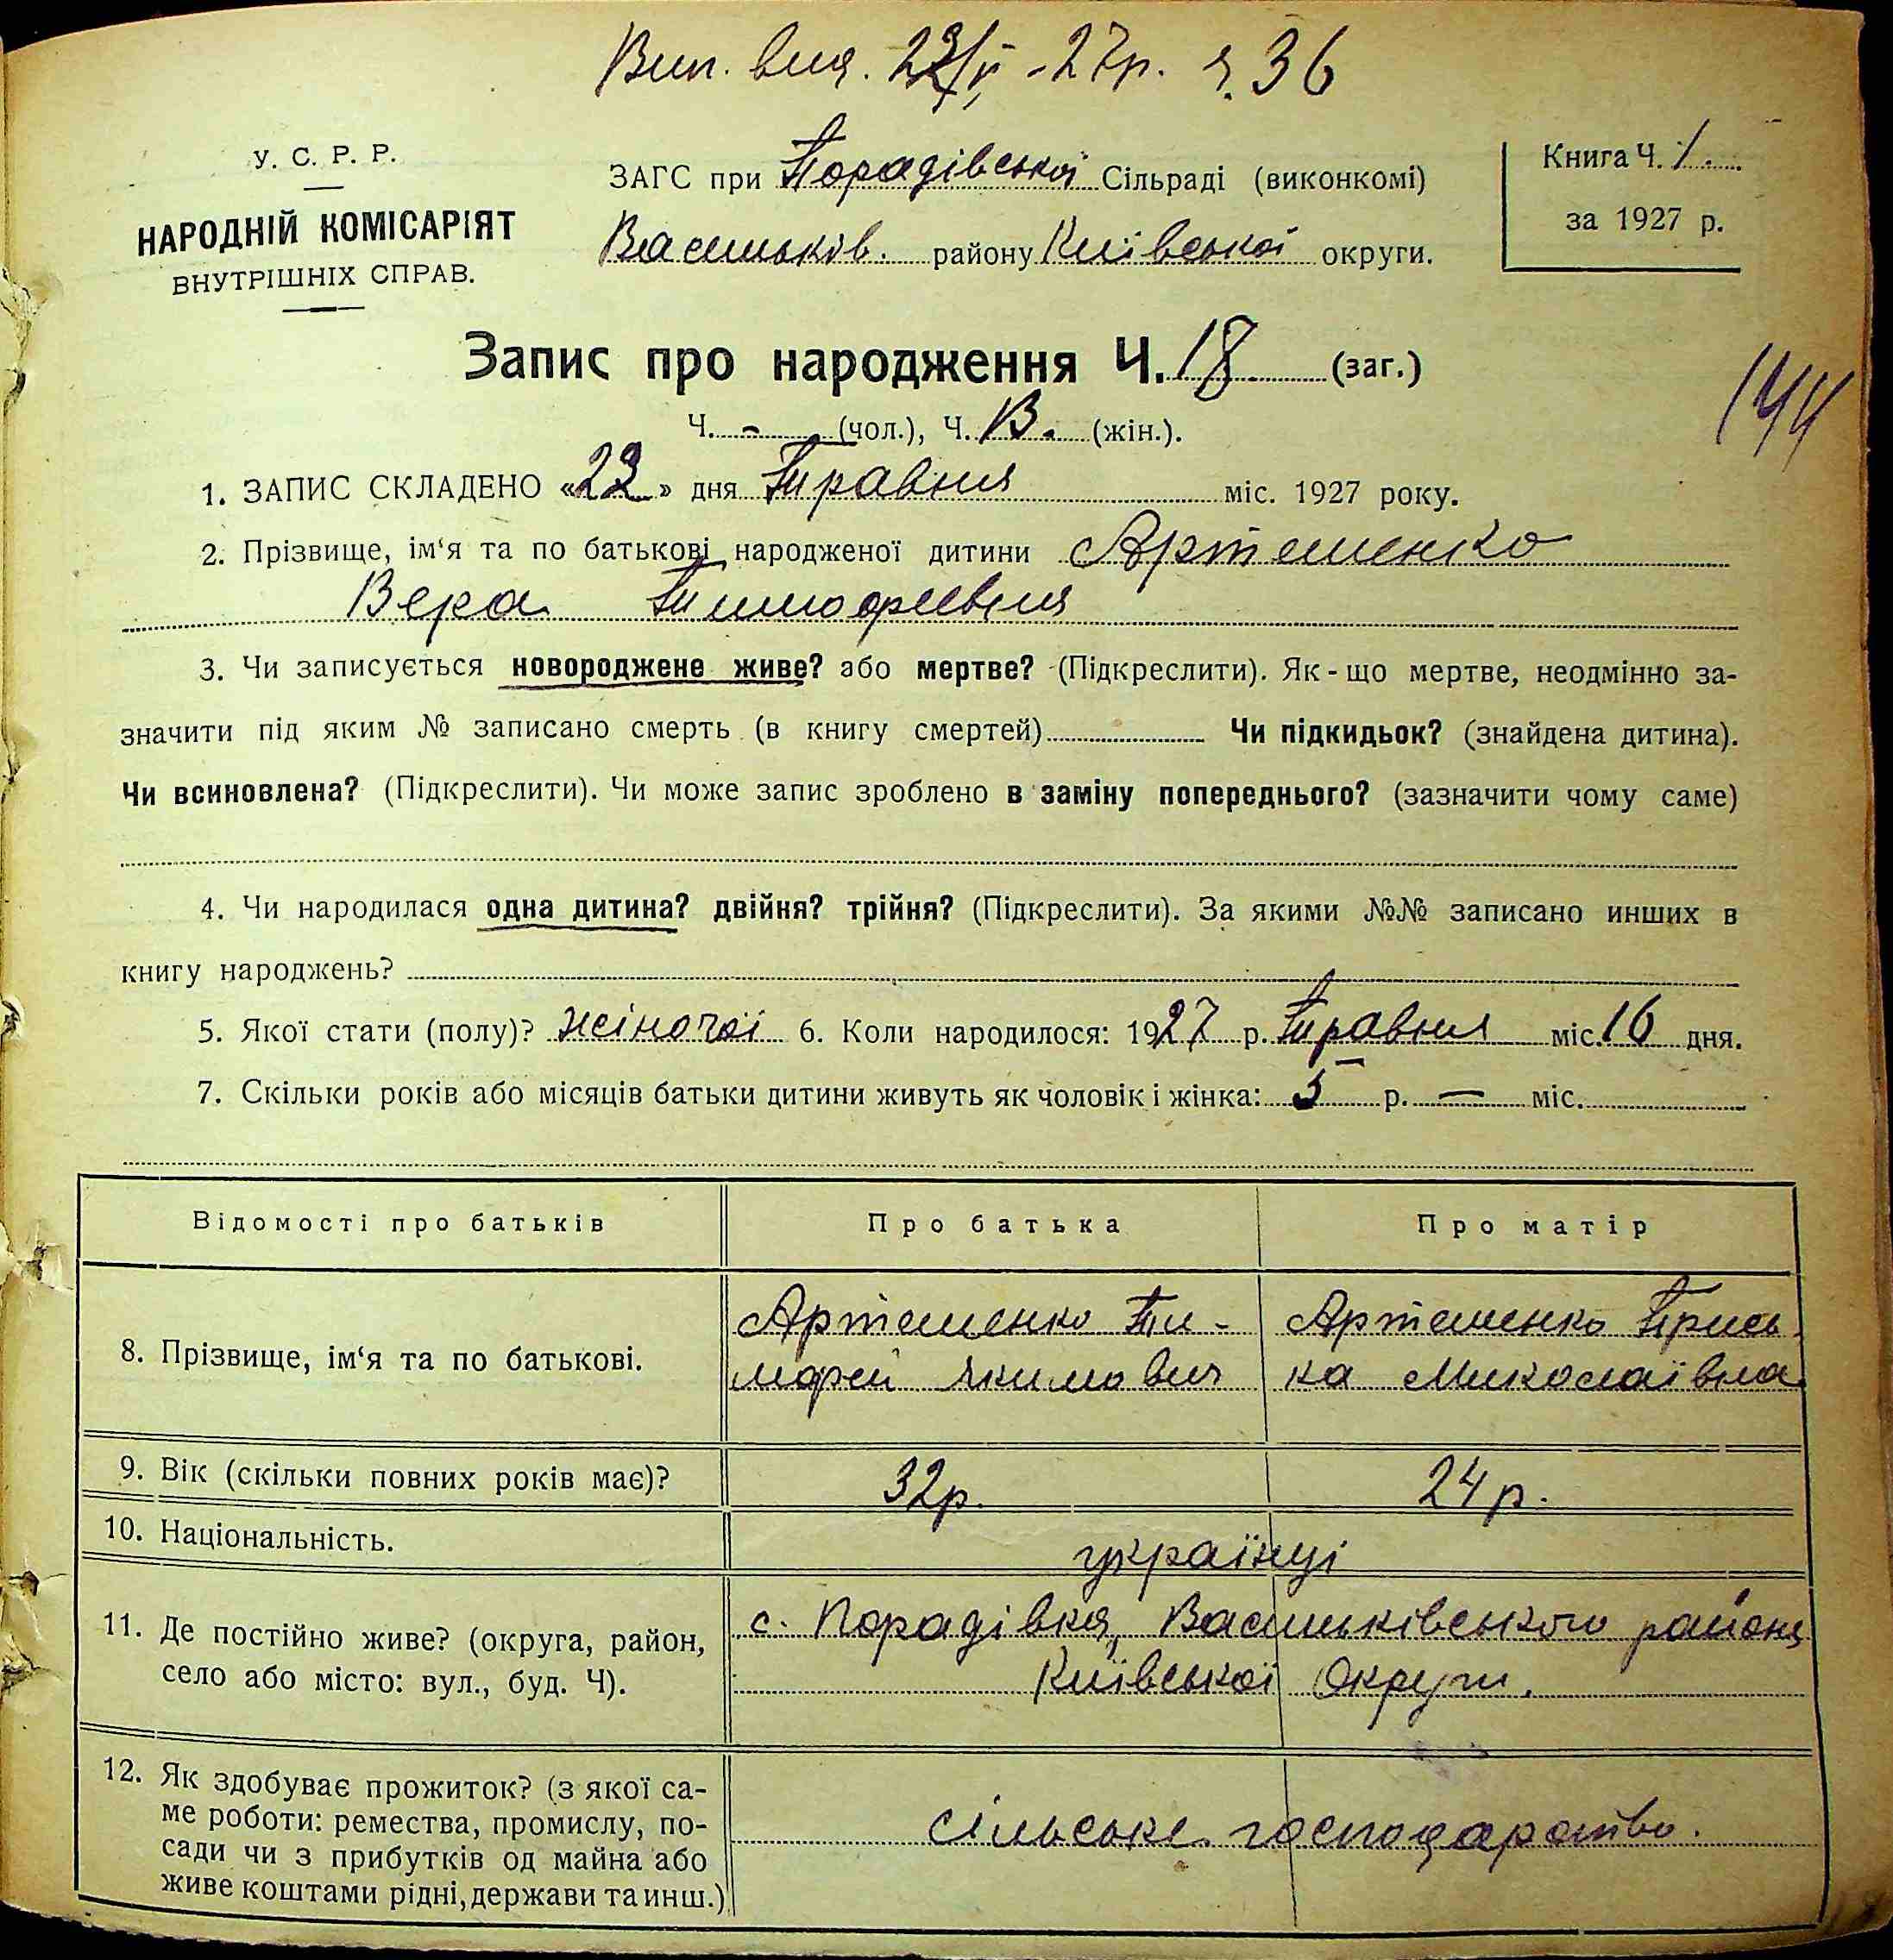 Вип. вид. 23/V - 27р. ч. 36
У. С. Р. Р.
НАРОДНІЙ КОМІСАРІЯТ
ВНУТРІШНІХ СПРАВ.
ЗАГС при Порадівській Сільраді (виконкомі)
Васильків. району Київської округи.
Книга Ч. 1.
за 1927 р.
Запис про народження Ч. 18 (заг.)
144
Ч. - (чол.), Ч. (жін.).
1. ЗАПИС СКЛАДЕНО «23» дня Травня міс. 1927 року.
2. Прізвище, ім‘я та по батькові народженої дитини Артеменко
Вера Тимофієвна
3. Чи записується новороджене живе? або мертве? (Підкреслити). Як-що мертве, неодмінно за-
значити під яким № записано смерть (в книгу смертей) Чи підкидьок? (знайдена дитина).
Чи всиновлена? (Підкреслити). Чи може запис зроблено в заміну попереднього? (зазначити чому саме)
4. Чи народилася одна дитина? двійня? трійня? (Підкреслити). За якими №№ записано инших в
книгу народжень?
5. Якої стати (полу)? жіночої 6. Коли народилося: 1927 р. Травня міс. 16 дня.
7. Скільки років або місяців батьки дитини живуть як чоловік і жінка: 5 р. — міс.
Відомості про батьків Про батька Про матір
8. Прізвище, ім‘я та по батькові.
Артеменко Ти-
мофей Якимович
Артеменко Прись-
ка Миколаївна
9. Вік (скільки повних років має)? 32р. 24р.
10. Національність. українці
11. Де постійно живе? (округа, район,
село або місто: вул., буд. Ч).
с. Порадівка, Васильківського района
Київської Округи.
12. Як здобуває прожиток? (з якої са-
ме роботи: ремества, промислу, по-
сади чи з прибутків од майна або
живе коштами рідні, держави та инш.)
сільське господарство.